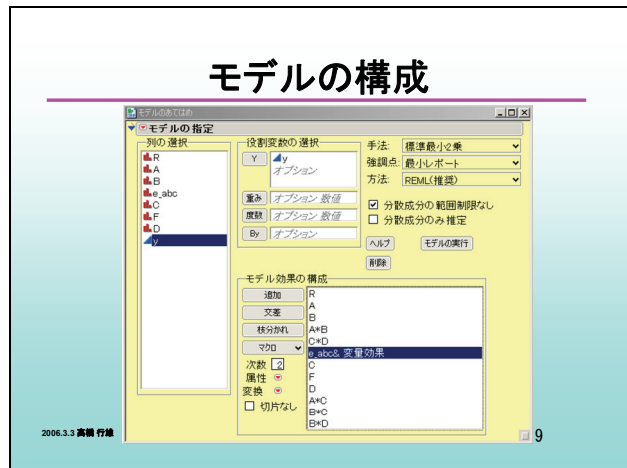 モデルの構成
モデルのあてはめ
モデルの指定
列の選択
R
A
B
e_abc
C
F
D
y
役割変数の選択
Y
y
オプション
重み
オプション 数値
度数
オプション 数値
By
オプション
手法:
標準最小2乗
強調点:
最小レポート
方法:
REML(推奨)
分散成分の範囲制限なし
分散成分のみ推定
ヘルプ
モデルの実行
削除
モデル効果の構成
追加
交差
枝分かれ
マクロ
次数
2
属性
変換
切片なし
R
A
B
A*B
C*D
e_abc& 変量効果
C
F
D
A*C
B*C
B*D
2006.3.3 高橋 行雄
9